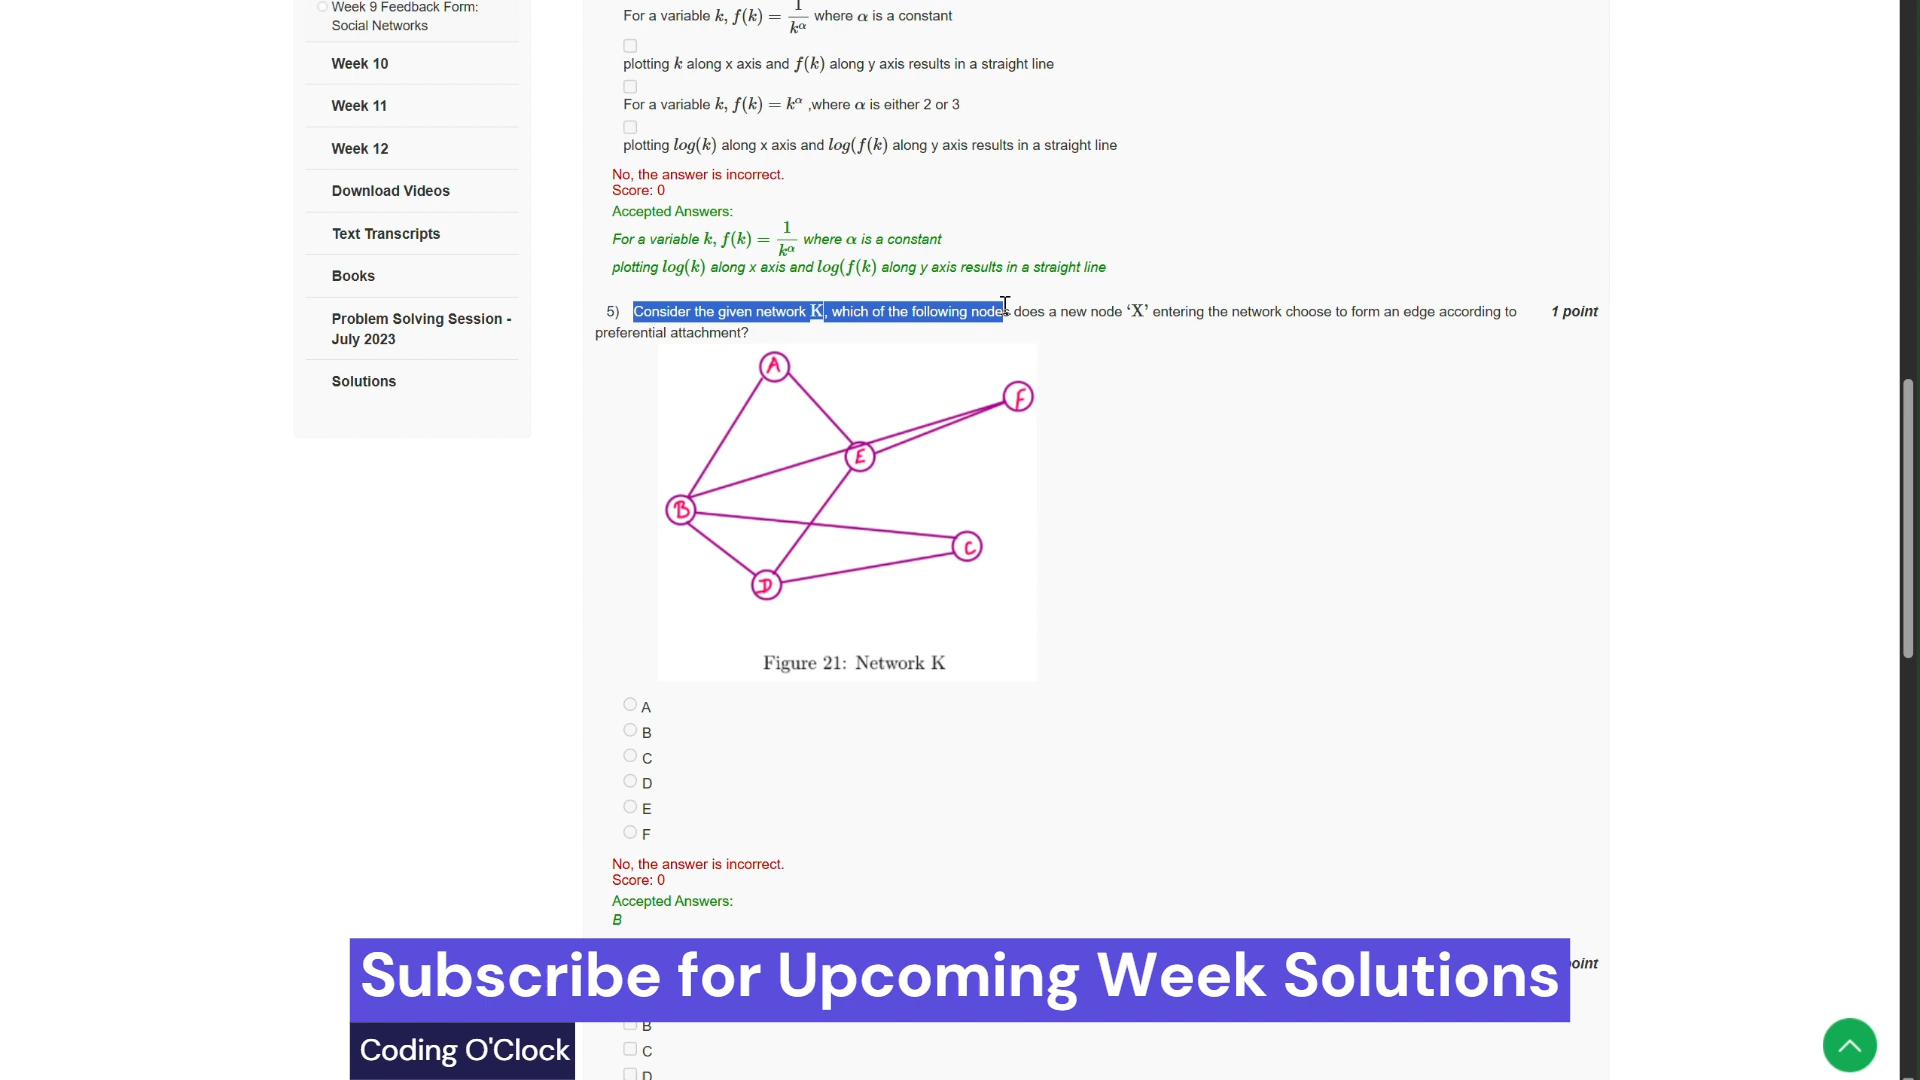 Week 9 Feedback Form:
Social Networks
Week 10
Week 11
Week 12
Download Videos
Text Transcripts
Books
Problem Solving Session -
July 2023
Solutions
For a variable k, f(k) = 1/k^α where α is a constant
plotting k along x axis and f(k) along y axis results in a straight line
For a variable k, f(k) = k^α ,where α is either 2 or 3
plotting log(k) along x axis and log(f(k) along y axis results in a straight line
No, the answer is incorrect.
Score: 0
Accepted Answers:
For a variable k, f(k) = 1/k^α where α is a constant
plotting log(k) along x axis and log(f(k) along y axis results in a straight line
5) Consider the given network K, which of the following nodes does a new node ‘X’ entering the network choose to form an edge according to 1 point
preferential attachment?
A
F
E
B
C
D
Figure 21: Network K
A
B
C
D
E
F
No, the answer is incorrect.
Score: 0
Accepted Answers:
B
Subscribe for Upcoming Week Solutions
B
Coding O'Clock
C
D